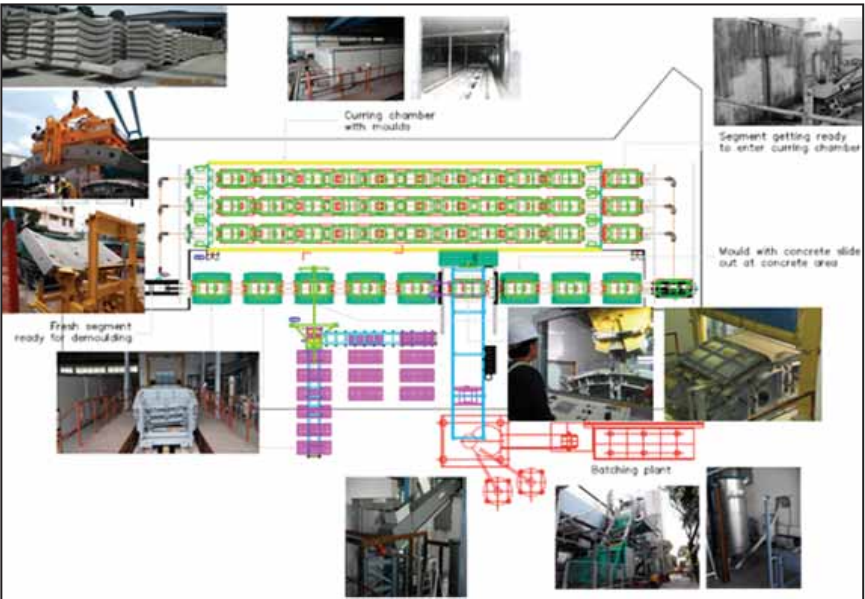 Curring chamber
with moulds
Segment getting ready
to enter curring chamber
Mould with concrete slide
out at concrete area
Fresh segment
ready for demoulding
Batching plant